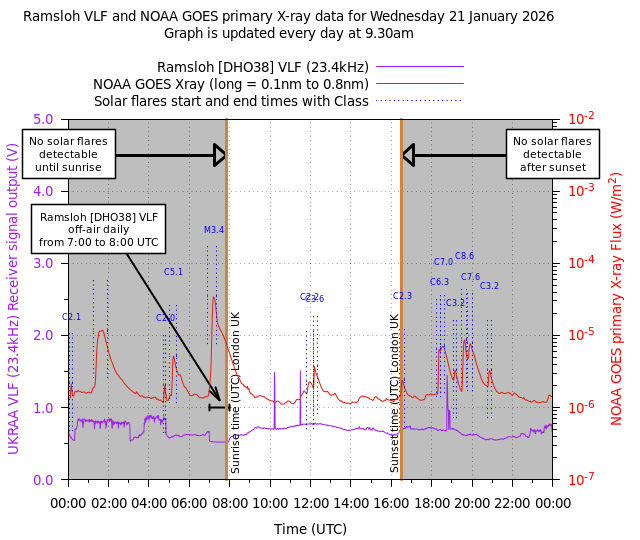 Ramsloh VLF and NOAA GOES primary X-ray data for Wednesday 21 January 2026
Graph is updated every day at 9.30am
Ramsloh [DHO38] VLF (23.4kHz)
NOAA GOES Xray (long = 0.1nm to 0.8nm)
Solar flares start and end times with Class
5.0
4.0
3.0
2.0
1.0
0.0
UKRAA VLF (23.4kHz) Receiver signal output (V)
10-2
10-3
10-4
10-5
10-6
10-7
NOAA GOES primary X-ray Flux (W/m2)
No solar flares
detectable
until sunrise
No solar flares
detectable
after sunset
Ramsloh [DHO38] VLF
off-air daily
from 7:00 to 8:00 UTC
M3.4
C5.1
C2.1
C2.0
C2.2
C3.6
C2.3
C7.0
C8.6
C6.3
C7.6
C3.2
C3.2
Sunrise time (UTC) London UK
Sunset time (UTC) London UK
00:00 02:00 04:00 06:00 08:00 10:00 12:00 14:00 16:00 18:00 20:00 22:00 00:00
Time (UTC)